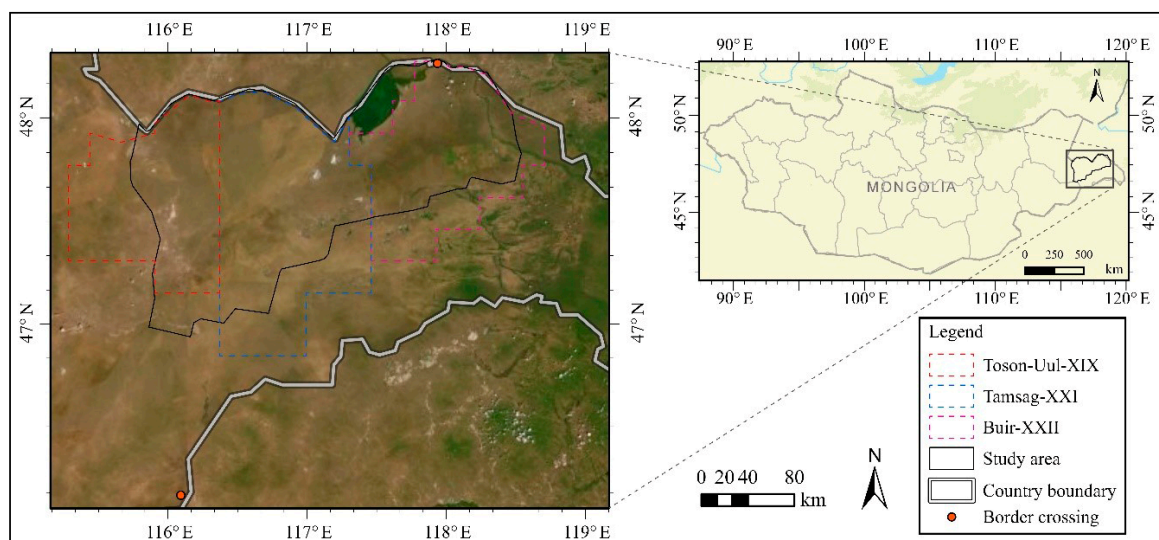 116° E 117° E 118° E 119° E
48° N
47° N
48° N
47° N
116° E 117° E 118° E 119° E
90° E 100° E 110° E 120° E
50° N
45° N
50° N
45° N
N
MONGOLIA
0 250 500
km
90° E 100° E 110° E 120° E
Legend
Toson-Uul-XIX
Tamsag-XXI
Buir-XXII
Study area
Country boundary
Border crossing
N
0 20 40 80
km